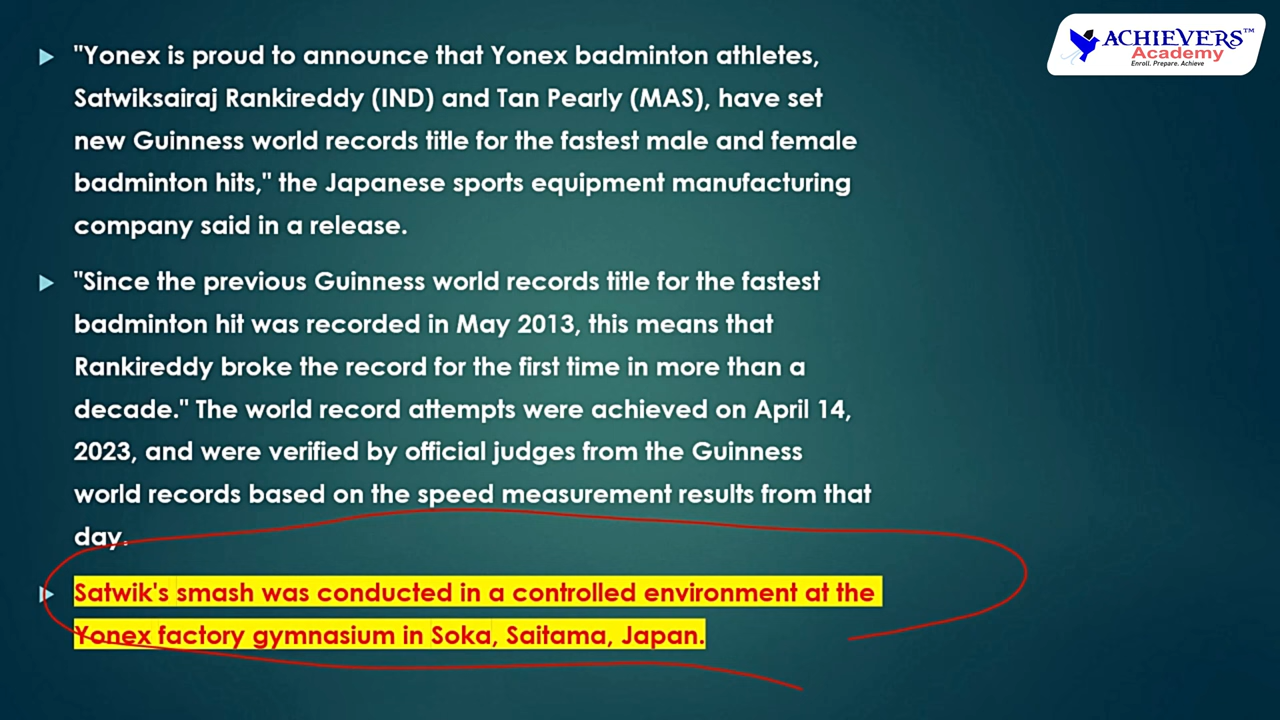 ACHIEVERS™
Academy
Enroll. Prepare. Achieve
"Yonex is proud to announce that Yonex badminton athletes,
Satwiksairaj Rankireddy (IND) and Tan Pearly (MAS), have set
new Guinness world records title for the fastest male and female
badminton hits," the Japanese sports equipment manufacturing
company said in a release.
"Since the previous Guinness world records title for the fastest
badminton hit was recorded in May 2013, this means that
Rankireddy broke the record for the first time in more than a
decade." The world record attempts were achieved on April 14,
2023, and were verified by official judges from the Guinness
world records based on the speed measurement results from that
day.
Satwik's smash was conducted in a controlled environment at the
Yonex factory gymnasium in Soka, Saitama, Japan.